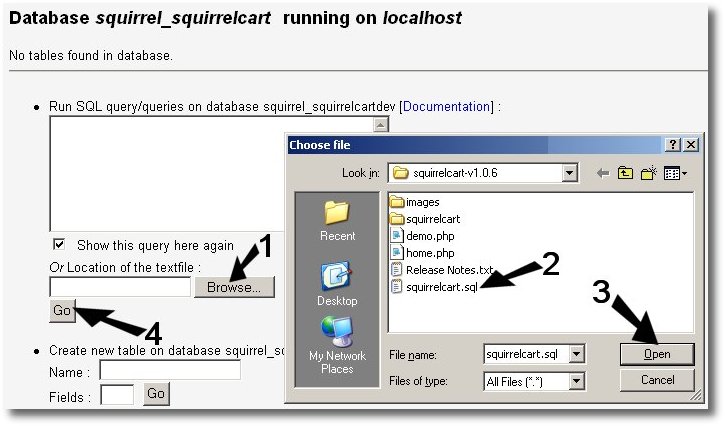 Database squirrel_squirrelcart running on localhost
No tables found in database.
Run SQL query/queries on database squirrel_squirrelcartdev [Documentation] :
Show this query here again
Or Location of the textfile :
Browse...
Go
Create new table on database squirrel_sq
Name :
Fields :
Go
Choose file
Look in:
squirrelcart-v1.0.6
Recent
Desktop
My Network
Places
images
squirrelcart
demo.php
home.php
Release Notes.txt
squirrelcart.sql
File name:
squirrelcart.sql
Open
Files of type:
All Files (*.*)
Cancel
1
2
3
4